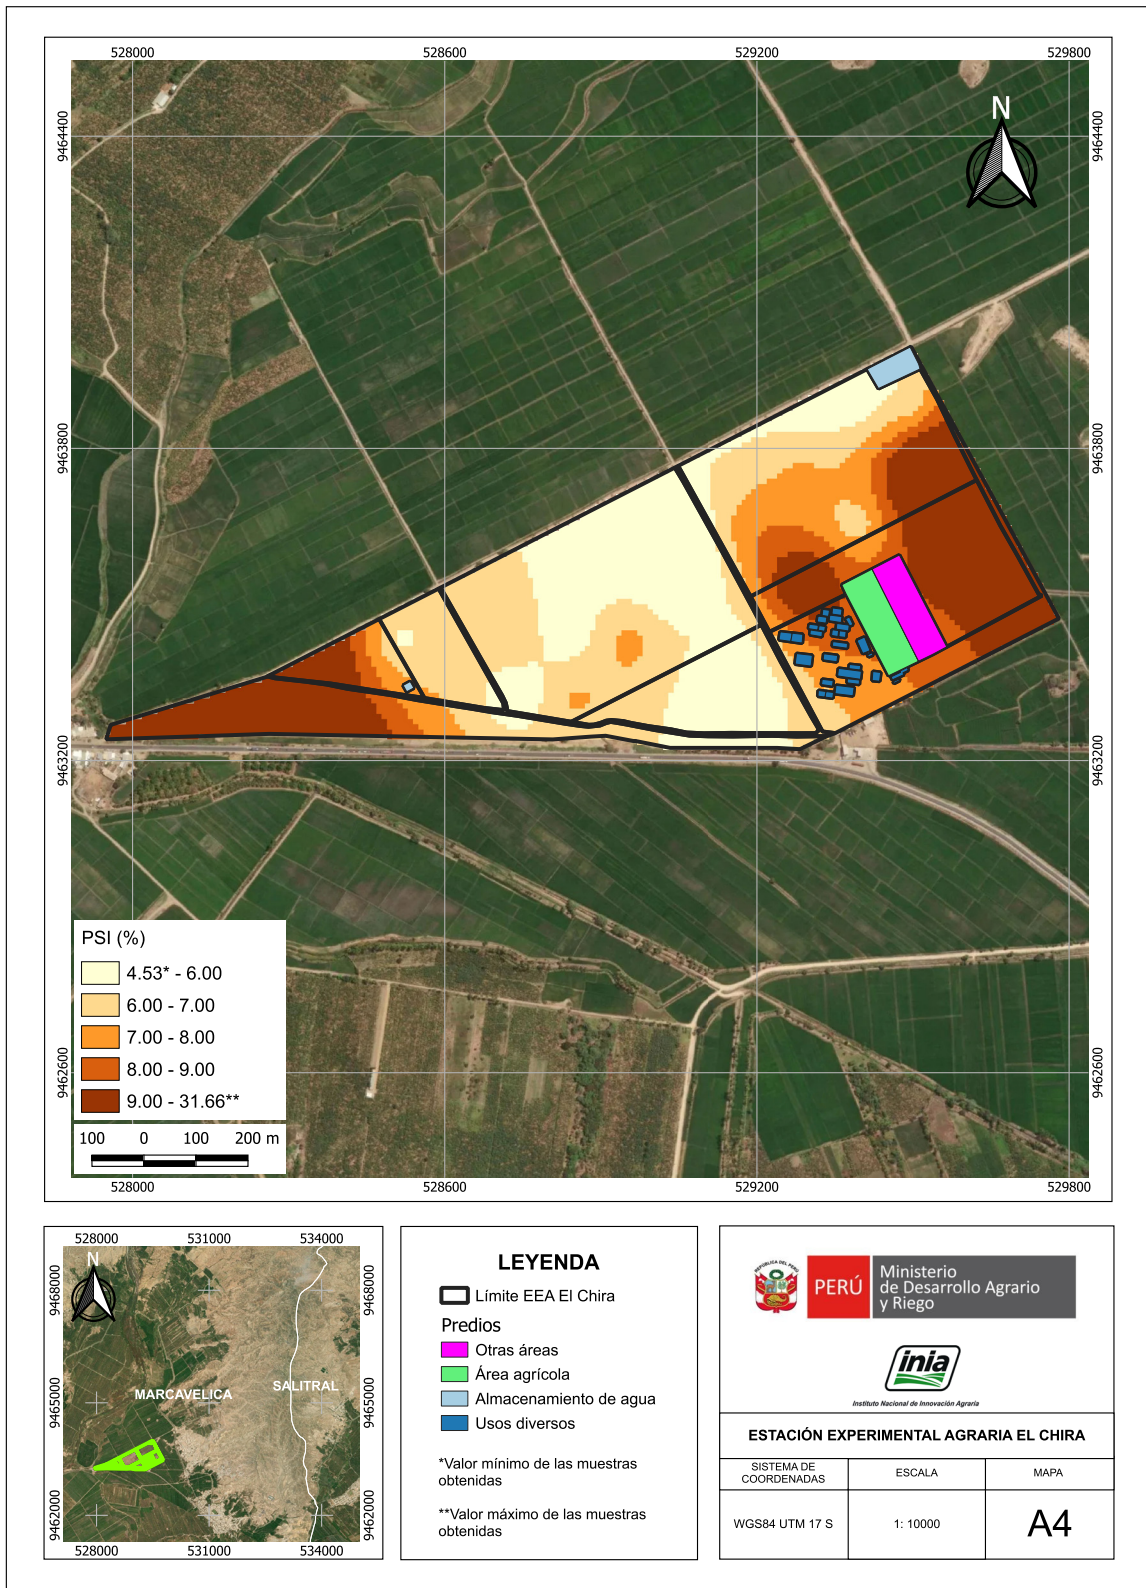 528000 528600 529200 529800
9464400 9464400
N
9463800 9463800
9463200 9463200
9462600 9462600
PSI (%)
4.53* - 6.00
6.00 - 7.00
7.00 - 8.00
8.00 - 9.00
9.00 - 31.66**
100 0 100 200 m
528000 528600 529200 529800
528000 531000 534000
N
9468000 9468000
MARCAVELICA SALITRAL
9465000 9465000
9462000 9462000
528000 531000 534000
LEYENDA
Límite EEA El Chira
Predios
Otras áreas
Área agrícola
Almacenamiento de agua
Usos diversos
*Valor mínimo de las muestras
obtenidas
**Valor máximo de las muestras
obtenidas
REPÚBLICA DEL PERÚ
PERÚ
Ministerio
de Desarrollo Agrario
y Riego
inia
Instituto Nacional de Innovación Agraria
ESTACIÓN EXPERIMENTAL AGRARIA EL CHIRA
SISTEMA DE
COORDENADAS
ESCALA
MAPA
WGS84 UTM 17 S
1: 10000
A4